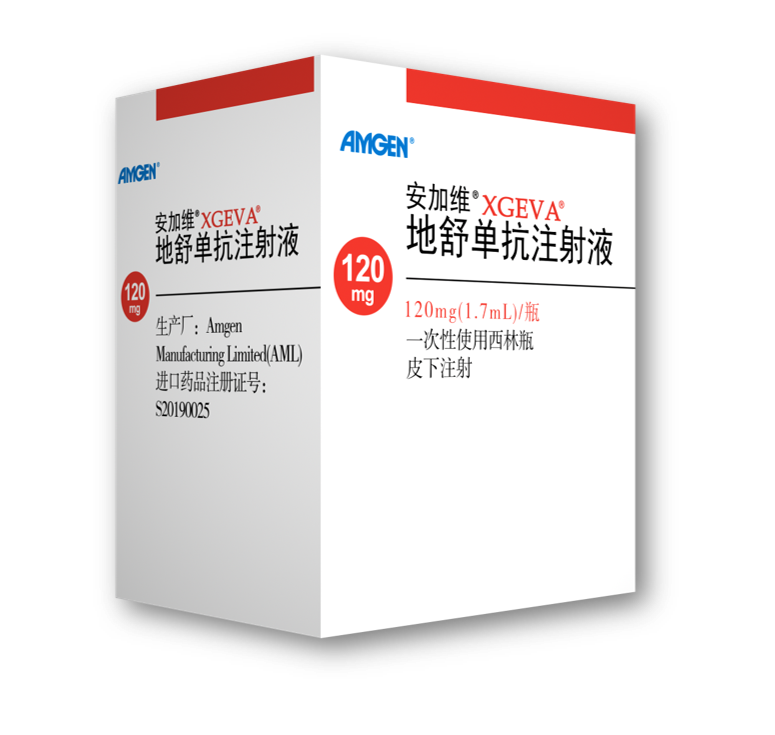 AMGEN®
安加维®XGEVA®
地舒单抗注射液
120
mg
生产厂：Amgen
Manufacturing Limited(AML)
进口药品注册证号：
S20190025
AMGEN®
安加维®XGEVA®
地舒单抗注射液
120
mg
120mg(1.7mL)/瓶
一次性使用西林瓶
皮下注射